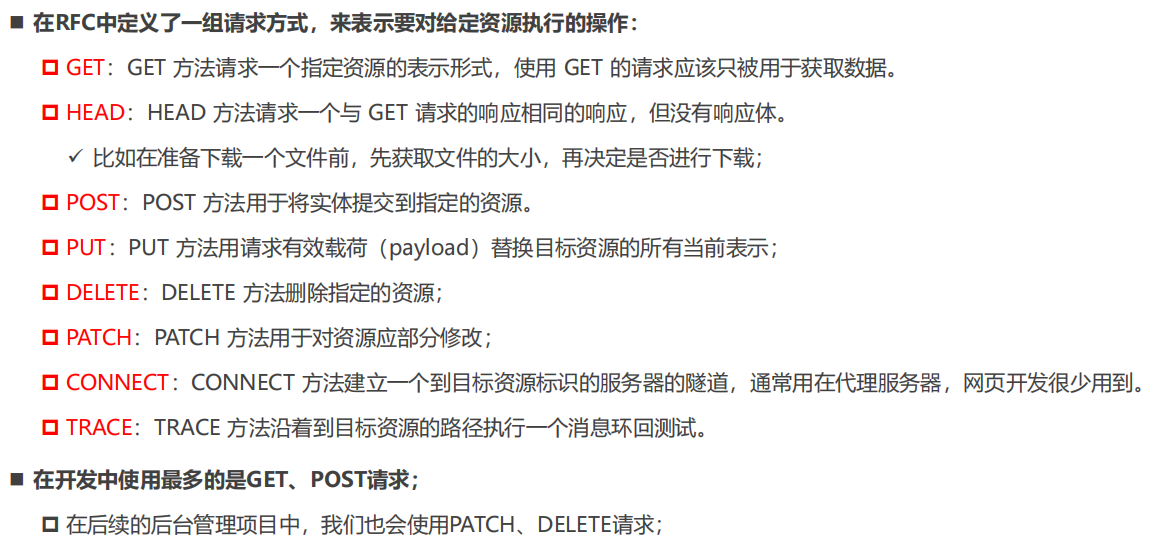 在RFC中定义了一组请求方式，来表示要对给定资源执行的操作：
GET：GET 方法请求一个指定资源的表示形式，使用 GET 的请求应该只被用于获取数据。
HEAD：HEAD 方法请求一个与 GET 请求的响应相同的响应，但没有响应体。
✓ 比如在准备下载一个文件前，先获取文件的大小，再决定是否进行下载；
POST：POST 方法用于将实体提交到指定的资源。
PUT：PUT 方法用请求有效载荷（payload）替换目标资源的所有当前表示；
DELETE：DELETE 方法删除指定的资源；
PATCH：PATCH 方法用于对资源应部分修改；
CONNECT：CONNECT 方法建立一个到目标资源标识的服务器的隧道，通常用在代理服务器，网页开发很少用到。
TRACE：TRACE 方法沿着到目标资源的路径执行一个消息环回测试。
在开发中使用最多的是GET、POST请求；
在后续的后台管理项目中，我们也会使用PATCH、DELETE请求；